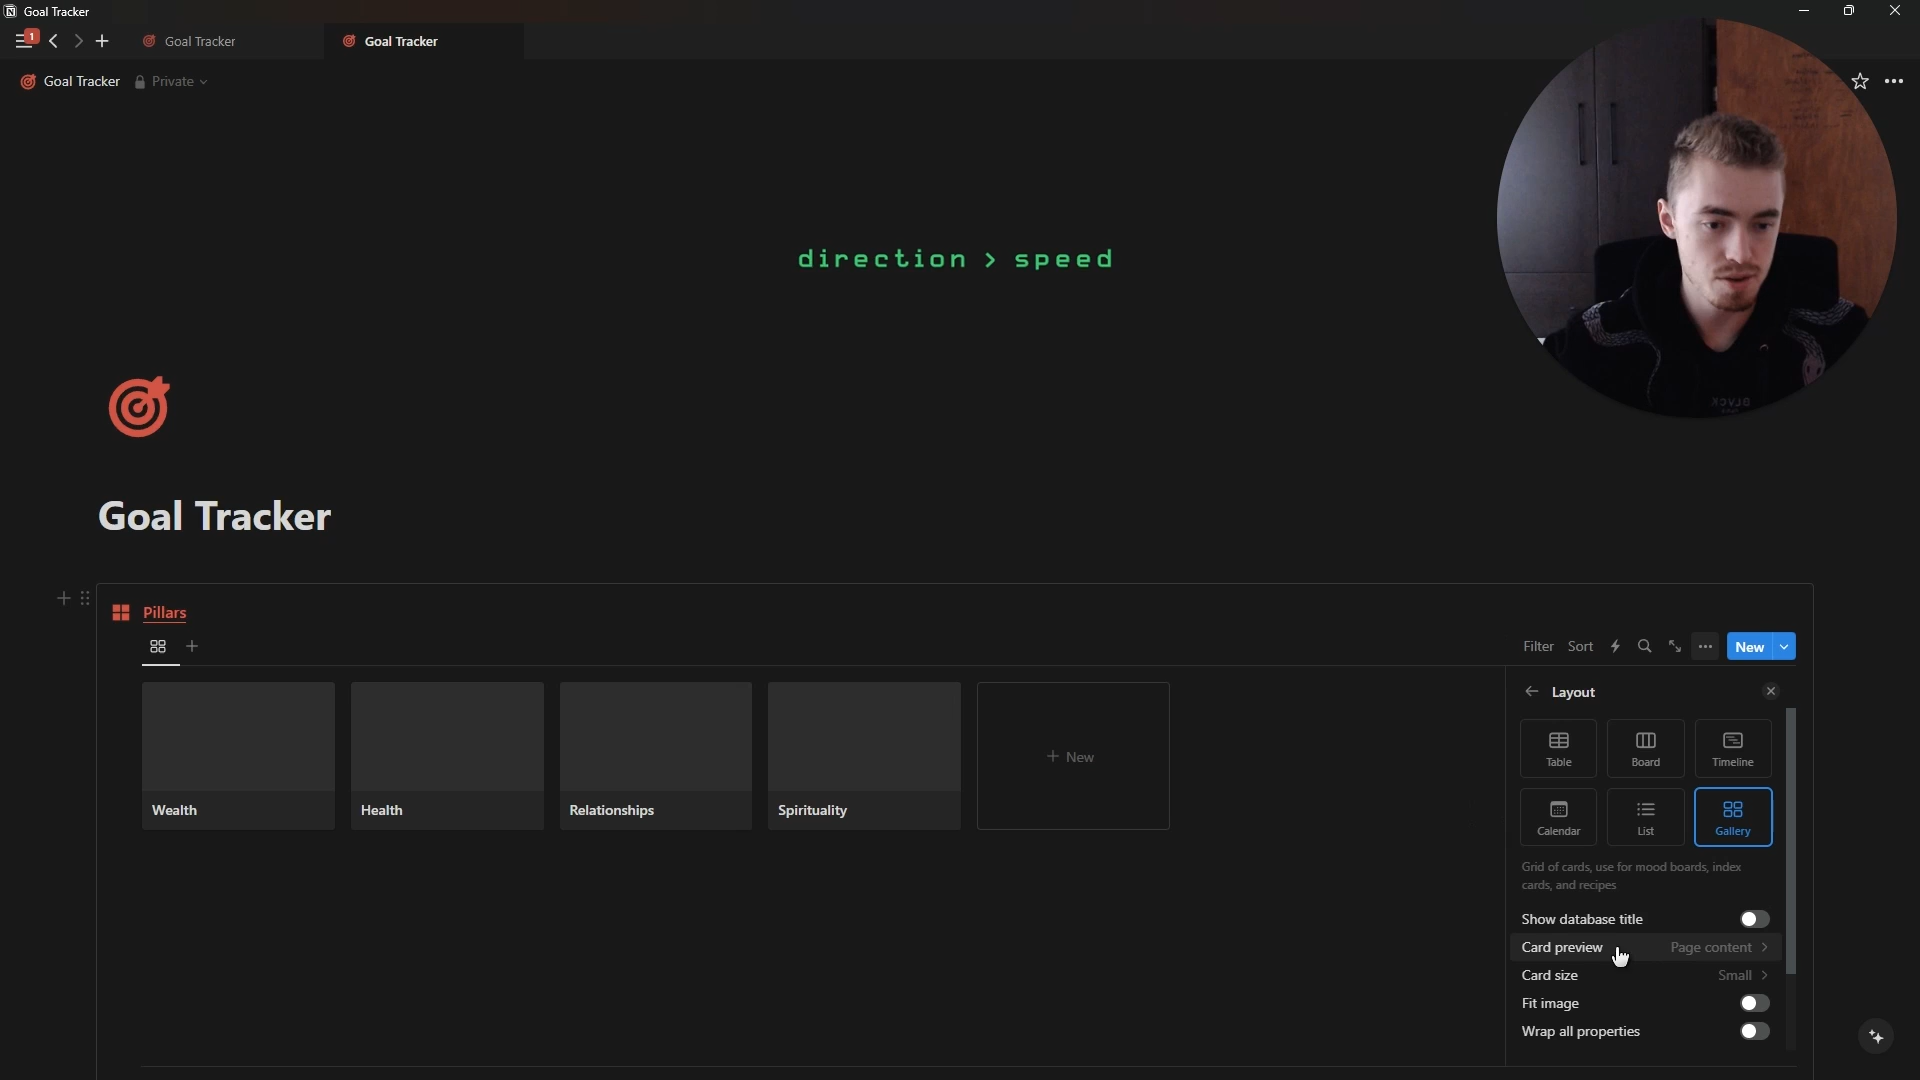 Goal Tracker
1
Goal Tracker
Goal Tracker
Goal Tracker
Private
direction > speed
Goal Tracker
Pillars
Filter
Sort
New
Layout
Table
Board
Timeline
Calendar
List
Gallery
Grid of cards, use for mood boards, index
cards, and recipes
Show database title
Card preview
Page content
Card size
Small
Fit image
Wrap all properties
Wealth
Health
Relationships
Spirituality
New